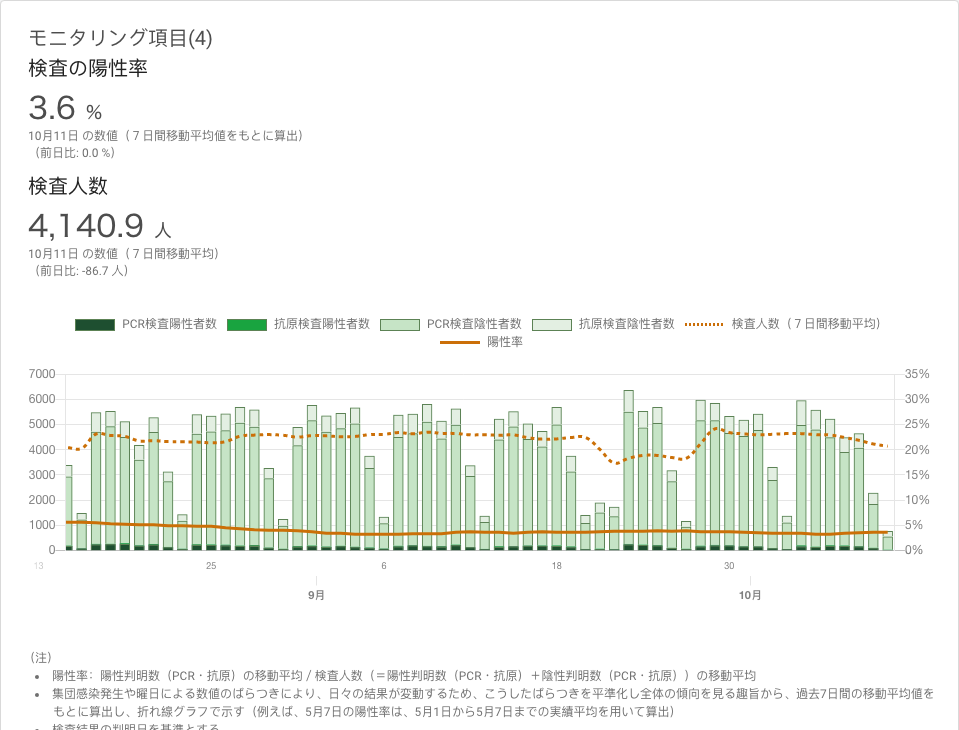 モニタリング項目(4)
検査の陽性率
3.6 %
10月11日 の数値（７日間移動平均値をもとに算出）
（前日比: 0.0 %）
検査人数
4,140.9 人
10月11日 の数値（７日間移動平均）
（前日比: -86.7 人）
PCR検査陽性者数 抗原検査陽性者数 PCR検査陰性者数 抗原検査陰性者数 検査人数（７日間移動平均）
陽性率
7000 35%
6000 30%
5000 25%
4000 20%
3000 15%
2000 10%
1000 5%
0 0%
13 25 6 18 30
9月 10月
（注）
• 陽性率：陽性判明数（PCR・抗原）の移動平均 / 検査人数（＝陽性判明数（PCR・抗原）＋陰性判明数（PCR・抗原））の移動平均
• 集団感染発生や曜日による数値のばらつきにより、日々の結果が変動するため、こうしたばらつきを平準化し全体の傾向を見る趣旨から、過去7日間の移動平均値を
もとに算出し、折れ線グラフで示す（例えば、5月7日の陽性率は、5月1日から5月7日までの実績平均を用いて算出）
• 検査結果の判明日を基準とする